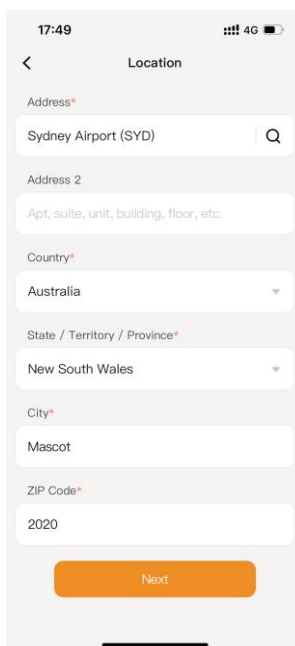 17:49
4G
Location
Address*
Sydney Airport (SYD)
Address 2
Apt, suite, unit, building, floor, etc.
Country*
Australia
State / Territory / Province*
New South Wales
City*
Mascot
ZIP Code*
2020
Next